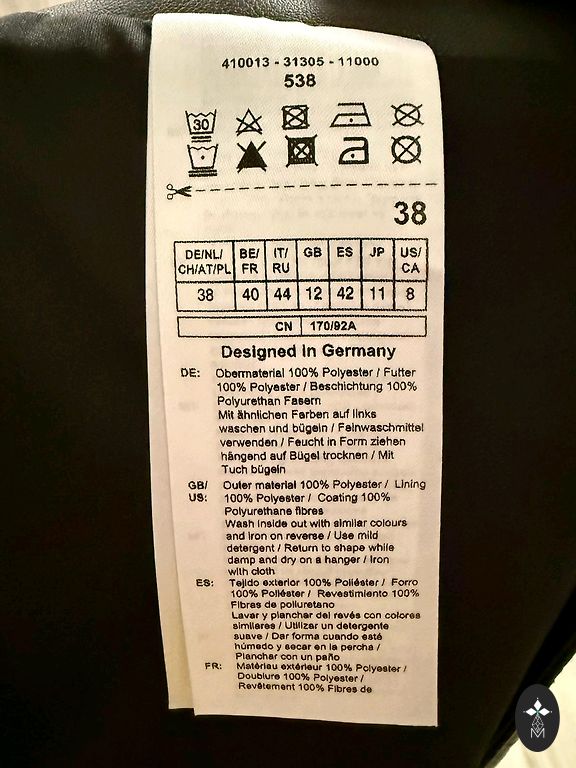 410013 - 31305 - 11000
538
30
38
DE/NL/ CH/AT/PL BE/ FR IT/ RU GB ES JP US/ CA
38 40 44 12 42 11 8
CN 170/92A
Designed in Germany
DE: Obermaterial 100% Polyester / Futter
100% Polyester / Beschichtung 100%
Polyurethan Fasern
Mit ähnlichen Farben auf links
waschen und bügeln / Feinwaschmittel
verwenden / Feucht in Form ziehen
hängend auf Bügel trocknen / Mit
Tuch bügeln
GB/ US: Outer material 100% Polyester / Lining
100% Polyester / Coating 100%
Polyurethane fibres
Wash inside out with similar colours
and iron on reverse / Use mild
detergent / Return to shape while
damp and dry on a hanger / Iron
with cloth
ES: Tejido exterior 100% Poliéster / Forro
100% Poliéster / Revestimiento 100%
Fibras de poliuretano
Lavar y planchar del revés con colores
similares / Utilizar un detergente
suave / Dar forma cuando esté
húmedo y secar en la percha /
Planchar con un paño
FR: Matériau extérieur 100% Polyester /
Doublure 100% Polyester /
Revêtement 100% Fibres de
M